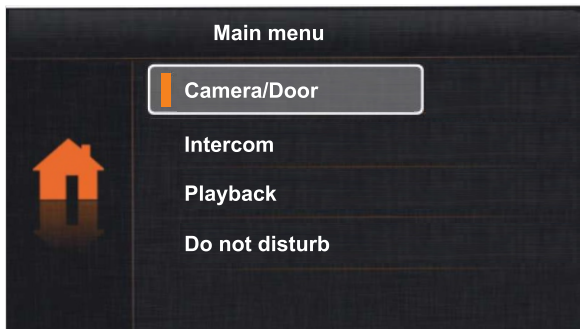 Main menu
Camera/Door
Intercom
Playback
Do not disturb